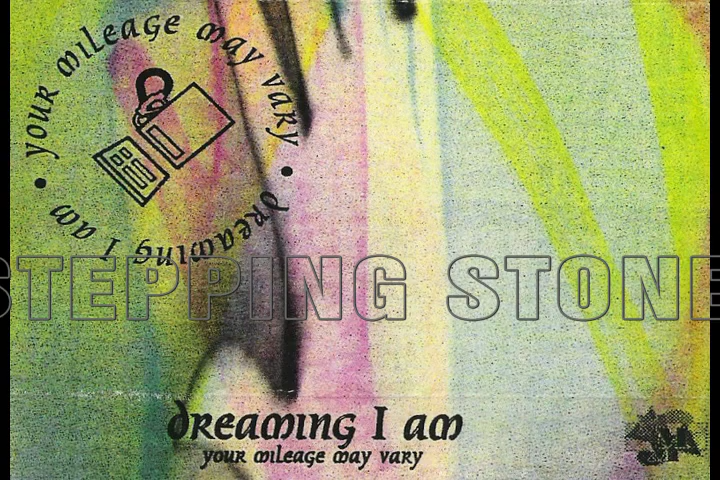 • your mileage may vary •
dreaming I am
STEPPING STONE
dreaming I am
your mileage may vary